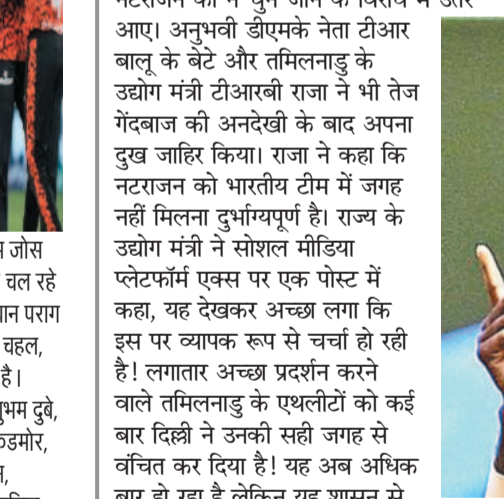 आए। अनुभवी डीएमके नेता टीआर
बालू के बेटे और तमिलनाडु के
उद्योग मंत्री टीआरबी राजा ने भी तेज
गेंदबाज की अनदेखी के बाद अपना
दुख जाहिर किया। राजा ने कहा कि
नटराजन को भारतीय टीम में जगह
नहीं मिलना दुर्भाग्यपूर्ण है। राज्य के
उद्योग मंत्री ने सोशल मीडिया
प्लेटफॉर्म एक्स पर एक पोस्ट में
कहा, यह देखकर अच्छा लगा कि
इस पर व्यापक रूप से चर्चा हो रही
है! लगातार अच्छा प्रदर्शन करने
वाले तमिलनाडु के एथलीटों को कई
बार दिल्ली ने उनकी सही जगह से
वंचित कर दिया है! यह अब अधिक
बार हो रहा है लेकिन यह शासन से
जोस
चल रहे
पराग
चहल,
है।
दुबे,